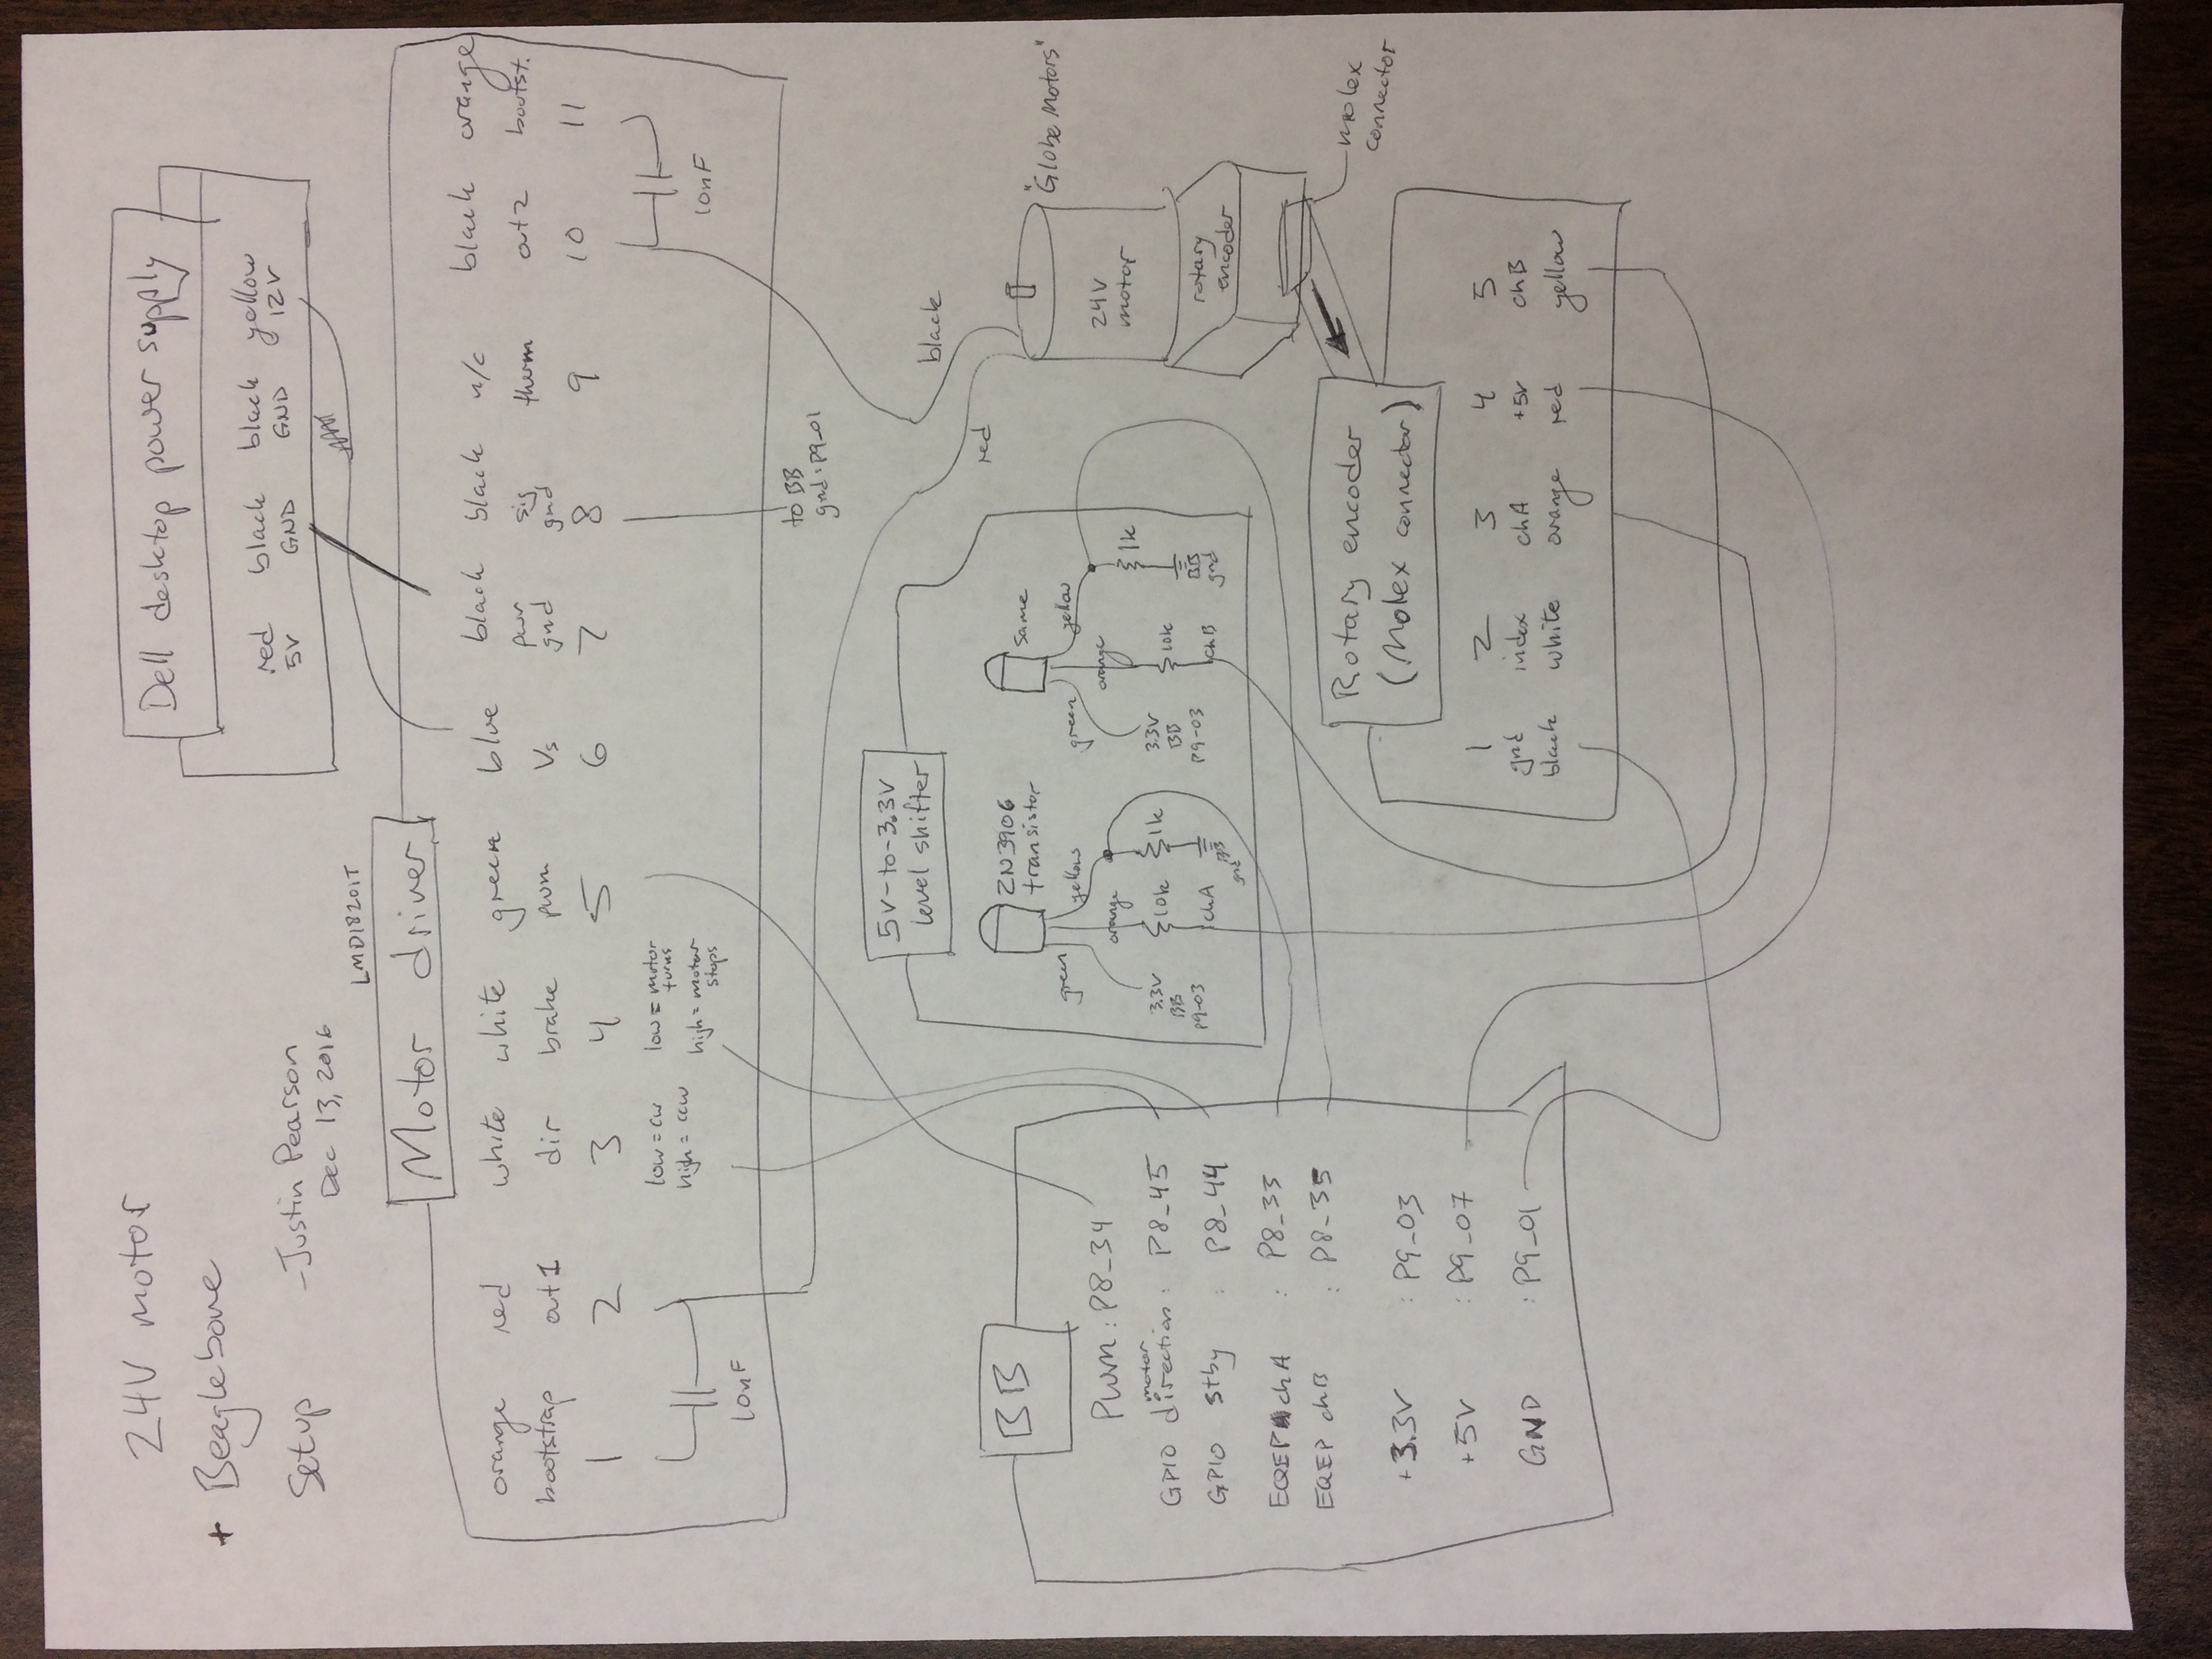 24V motor
+ Beaglebone
Setup
-Justin Pearson
Dec 13, 2016
Dell desktop power supply
red black black yellow
5V GND GND 12V
LMD18201T
Motor driver
orange red white white green blue black black n/c black orange
bootstrap out1 dir brake pwm Vs pwr gnd sig gnd therm out2 bootst.
1 2 3 4 5 6 7 8 9 10 11
low=cw
high=ccw
low=motor turns
high=motor stops
10nF
10nF
to BB
gnd:P9_01
black
red
"Globe Motors"
24V
motor
rotary
encoder
molex
connector
5V-to-3.3V
level shifter
2N3906
transistor
green
orange
yellow
3.3V
BB
P9-03
10k
chA
1k
BB
gnd
same
green
orange
yellow
3.3V
BB
P9-03
10k
chB
1k
BB
gnd
BB
PWM : P8_34
GPIO motor direction : P8_45
GPIO stby : P8_44
EQEP chA : P8_33
EQEP chB : P8_35
+3.3V : P9_03
+5V : P9_07
GND : P9_01
Rotary encoder
(Molex connector)
1 2 3 4 5
gnd index chA +5V chB
black white orange red yellow